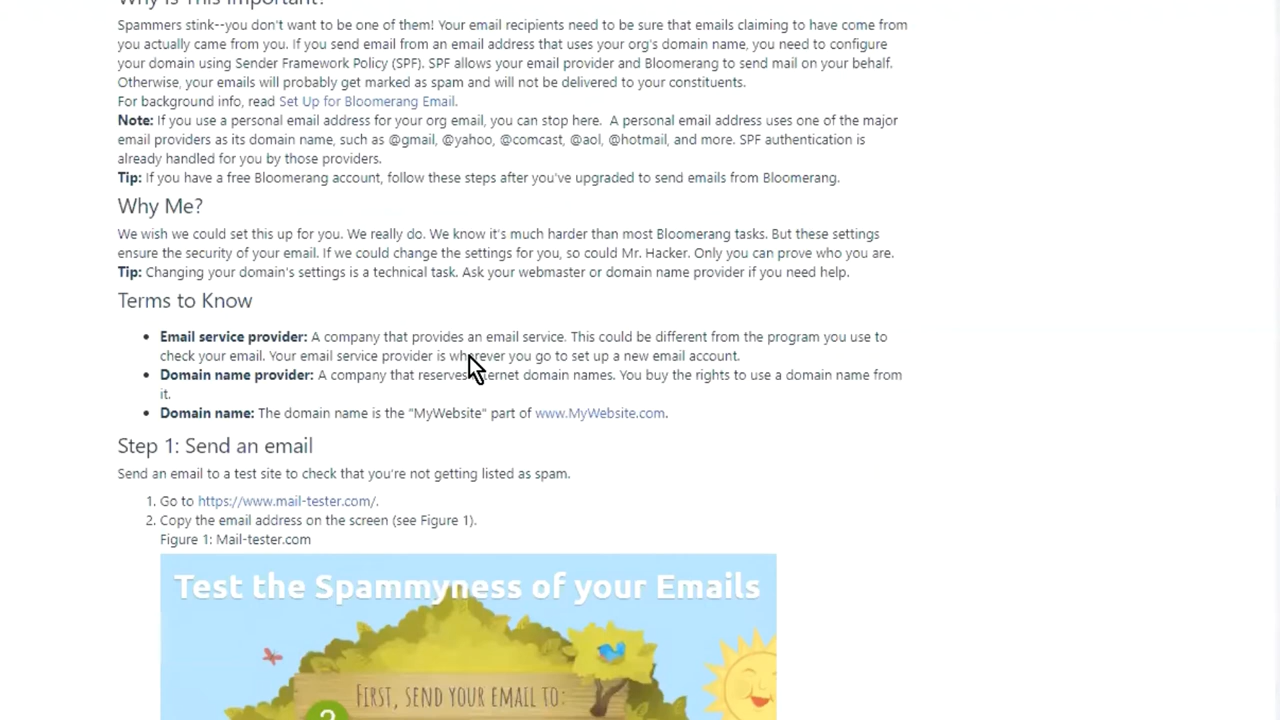 Why Is This Important?
Spammers stink--you don't want to be one of them! Your email recipients need to be sure that emails claiming to have come from
you actually came from you. If you send email from an email address that uses your org's domain name, you need to configure
your domain using Sender Framework Policy (SPF). SPF allows your email provider and Bloomerang to send mail on your behalf.
Otherwise, your emails will probably get marked as spam and will not be delivered to your constituents.
For background info, read Set Up for Bloomerang Email.
Note: If you use a personal email address for your org email, you can stop here. A personal email address uses one of the major
email providers as its domain name, such as @gmail, @yahoo, @comcast, @aol, @hotmail, and more. SPF authentication is
already handled for you by those providers.
Tip: If you have a free Bloomerang account, follow these steps after you've upgraded to send emails from Bloomerang.
Why Me?
We wish we could set this up for you. We really do. We know it's much harder than most Bloomerang tasks. But these settings
ensure the security of your email. If we could change the settings for you, so could Mr. Hacker. Only you can prove who you are.
Tip: Changing your domain's settings is a technical task. Ask your webmaster or domain name provider if you need help.
Terms to Know
• Email service provider: A company that provides an email service. This could be different from the program you use to
check your email. Your email service provider is wherever you go to set up a new email account.
• Domain name provider: A company that reserves internet domain names. You buy the rights to use a domain name from
it.
• Domain name: The domain name is the "MyWebsite" part of www.MyWebsite.com.
Step 1: Send an email
Send an email to a test site to check that you're not getting listed as spam.
1. Go to https://www.mail-tester.com/.
2. Copy the email address on the screen (see Figure 1).
Figure 1: Mail-tester.com
Test the Spammyness of your Emails
FIRST, SEND YOUR EMAIL TO:
?